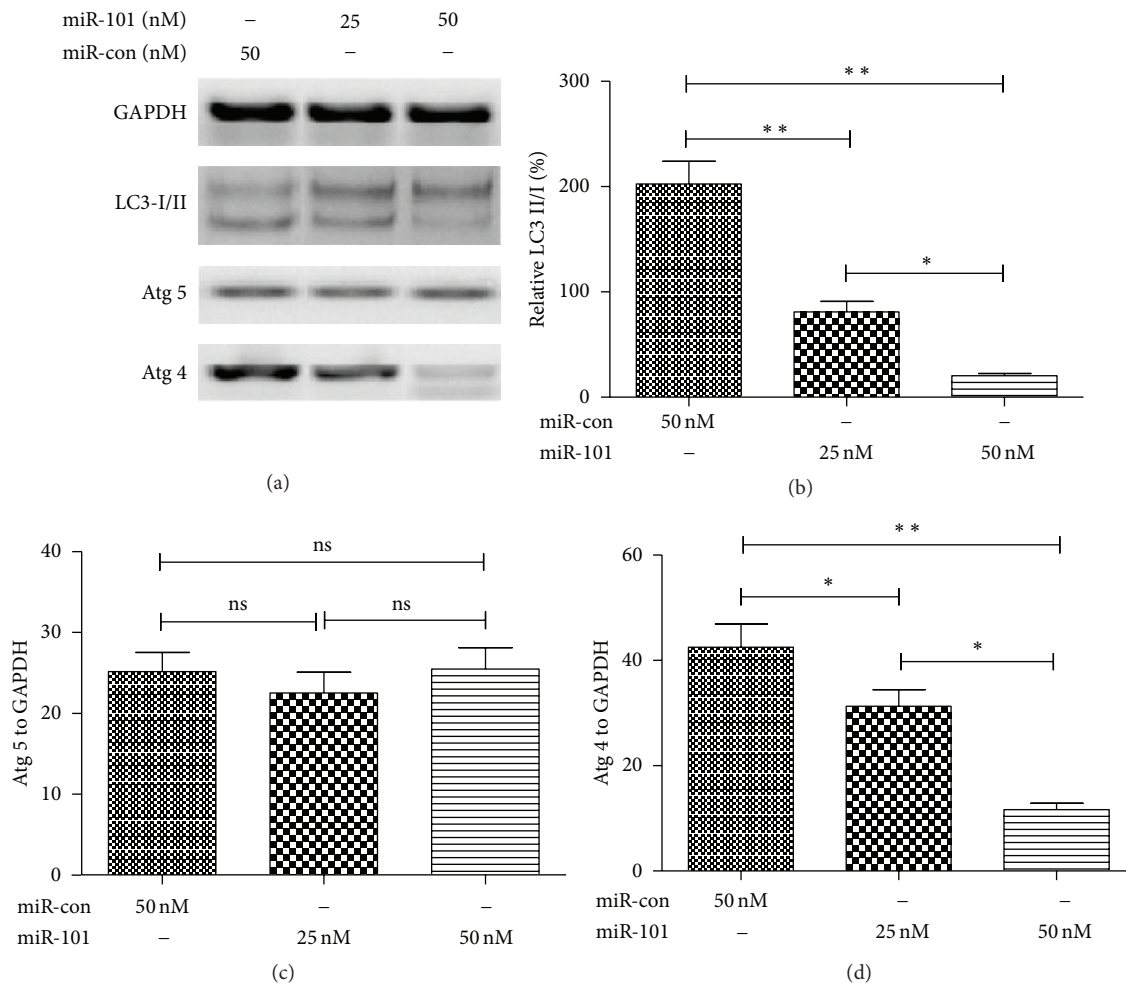 miR-101 (nM) – 25 50
miR-con (nM) 50 – –
GAPDH
LC3-I/II
Atg 5
Atg 4
(a)
Relative LC3 II/I (%)
300
200
100
0
**
**
*
miR-con 50 nM – –
miR-101 – 25 nM 50 nM
(b)
Atg 5 to GAPDH
40
30
20
10
0
ns
ns ns
miR-con 50 nM – –
miR-101 – 25 nM 50 nM
(c)
Atg 4 to GAPDH
60
40
20
0
**
*
*
miR-con 50 nM – –
miR-101 – 25 nM 50 nM
(d)